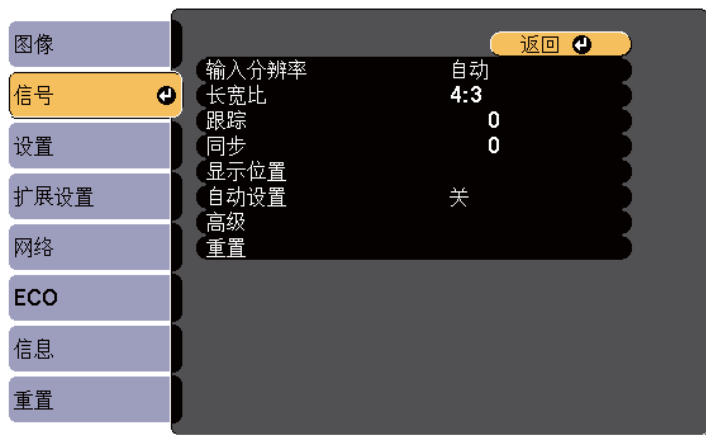 图像
信号
设置
扩展设置
网络
ECO
信息
重置
返回
输入分辨率 自动
长宽比 4:3
跟踪 0
同步 0
显示位置
自动设置 关
高级
重置